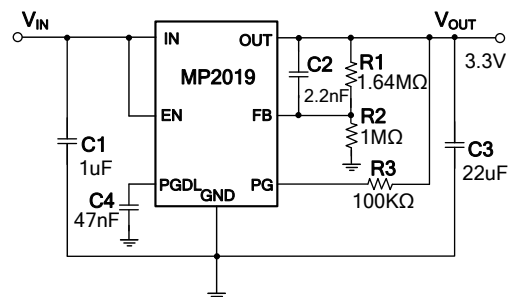 VIN
VOUT
IN
OUT
3.3V
MP2019
C2
2.2nF
R1
1.64MΩ
EN
FB
R2
1MΩ
C1
1uF
C3
22uF
PGDL
GND
PG
R3
100KΩ
C4
47nF